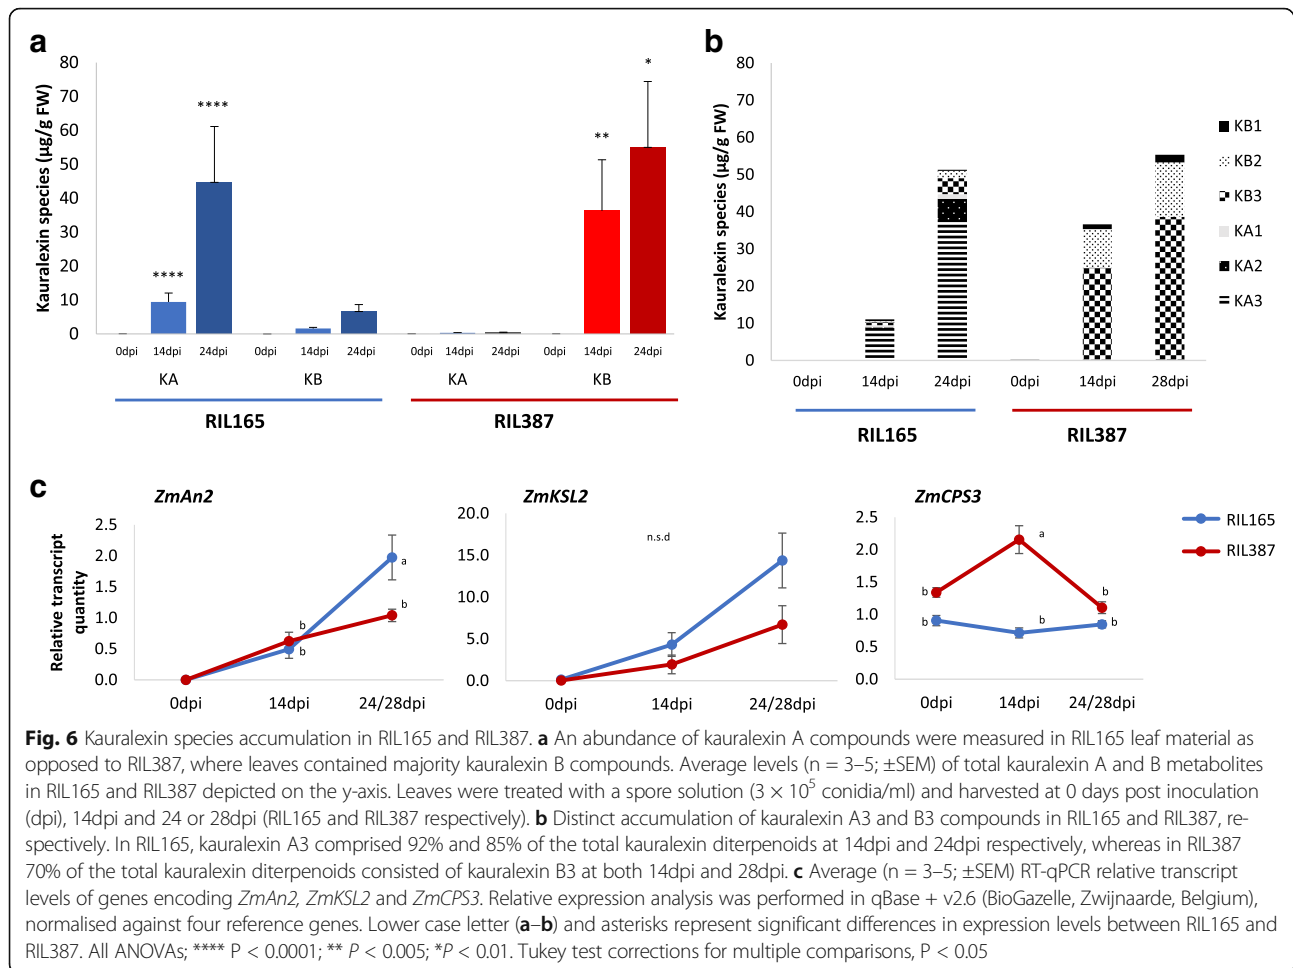 a
80
70
60
50
40
30
20
10
0
Kauralexin species (µg/g FW)
****
****
**
*
0dpi 14dpi 24dpi 0dpi 14dpi 24dpi 0dpi 14dpi 24dpi 0dpi 14dpi 24dpi
KA KB KA KB
RIL165 RIL387
b
80
70
60
50
40
30
20
10
0
Kauralexin species (µg/g FW)
0dpi 14dpi 24dpi 0dpi 14dpi 28dpi
RIL165 RIL387
KB1
KB2
KB3
KA1
KA2
KA3
c
ZmAn2
2.5
2.0
1.5
1.0
0.5
0.0
Relative transcript
quantity
a
b
b
b
0dpi 14dpi 24/28dpi
ZmKSL2
20.0
15.0
10.0
5.0
0.0
n.s.d
0dpi 14dpi 24/28dpi
ZmCPS3
2.5
2.0
1.5
1.0
0.5
0.0
a
b b
b b b
0dpi 14dpi 24/28dpi
RIL165
RIL387
Fig. 6 Kauralexin species accumulation in RIL165 and RIL387. a An abundance of kauralexin A compounds were measured in RIL165 leaf material as
opposed to RIL387, where leaves contained majority kauralexin B compounds. Average levels (n = 3–5; ±SEM) of total kauralexin A and B metabolites
in RIL165 and RIL387 depicted on the y-axis. Leaves were treated with a spore solution (3 × 10⁵ conidia/ml) and harvested at 0 days post inoculation
(dpi), 14dpi and 24 or 28dpi (RIL165 and RIL387 respectively). b Distinct accumulation of kauralexin A3 and B3 compounds in RIL165 and RIL387, re-
spectively. In RIL165, kauralexin A3 comprised 92% and 85% of the total kauralexin diterpenoids at 14dpi and 24dpi respectively, whereas in RIL387
70% of the total kauralexin diterpenoids consisted of kauralexin B3 at both 14dpi and 28dpi. c Average (n = 3–5; ±SEM) RT-qPCR relative transcript
levels of genes encoding ZmAn2, ZmKSL2 and ZmCPS3. Relative expression analysis was performed in qBase + v2.6 (BioGazelle, Zwijnaarde, Belgium),
normalised against four reference genes. Lower case letter (a–b) and asterisks represent significant differences in expression levels between RIL165 and
RIL387. All ANOVAs; **** P < 0.0001; ** P < 0.005; *P < 0.01. Tukey test corrections for multiple comparisons, P < 0.05